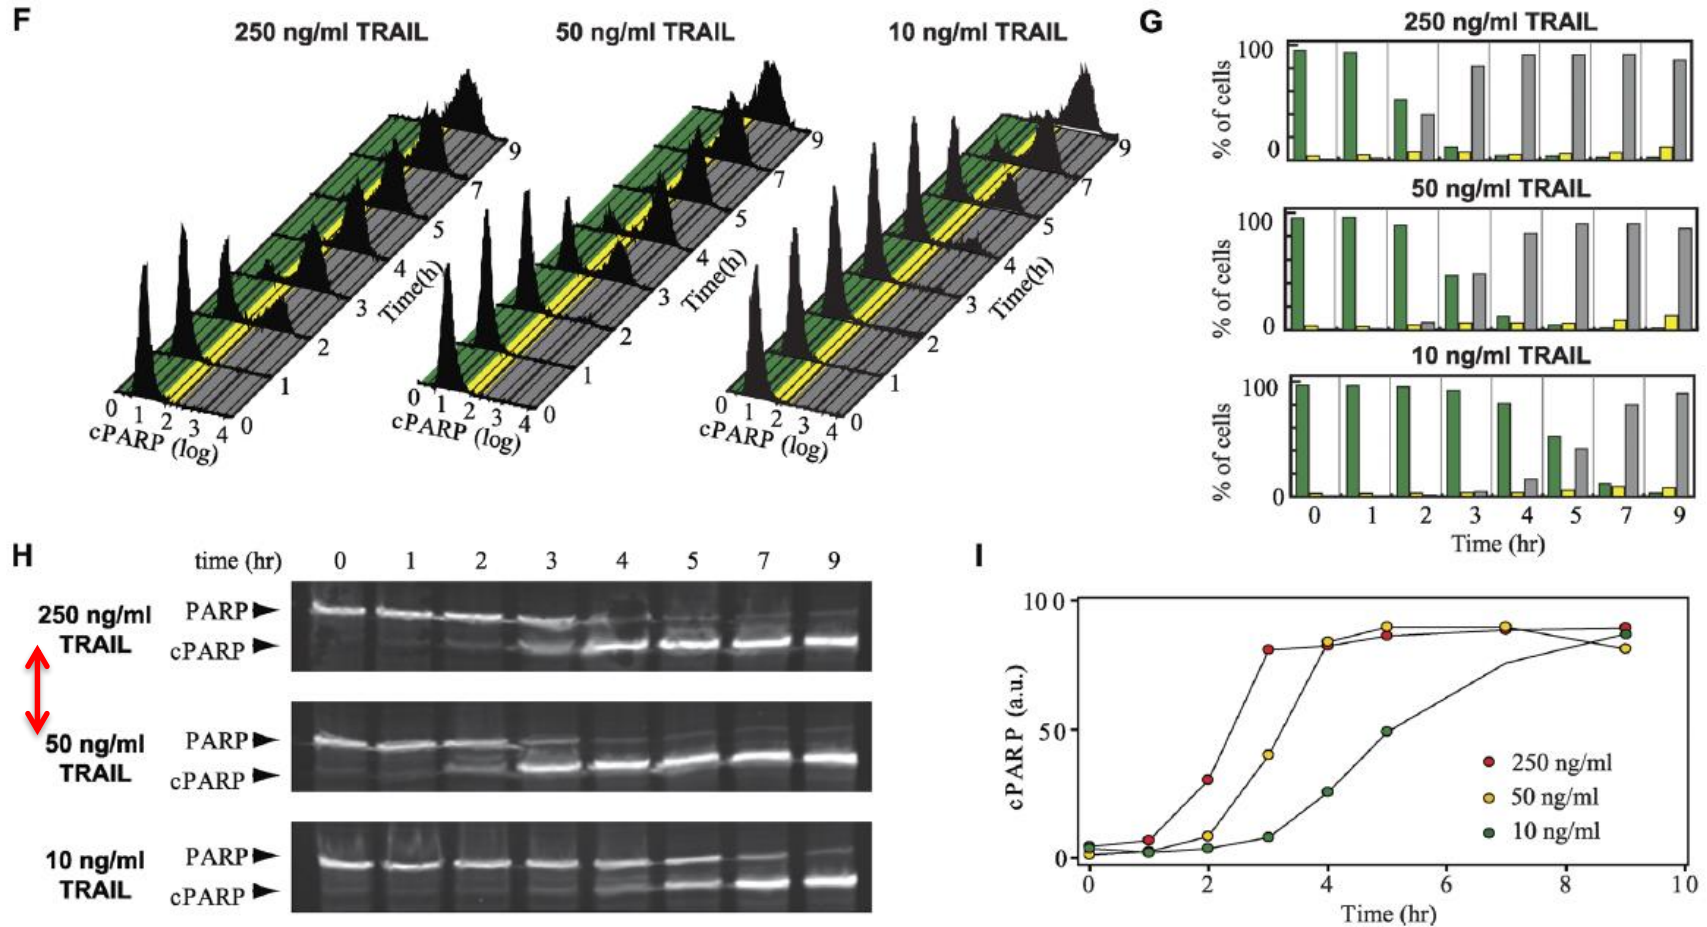 F
250 ng/ml TRAIL
50 ng/ml TRAIL
10 ng/ml TRAIL
0 1 2 3 4
cPARP (log)
0 1 2 3 4 5 7 9
Time(h)
0 1 2 3 4
cPARP (log)
0 1 2 3 4 5 7 9
Time(h)
0 1 2 3 4
cPARP (log)
0 1 2 3 4 5 7 9
Time(h)
G
250 ng/ml TRAIL
100
0
% of cells
50 ng/ml TRAIL
100
0
% of cells
10 ng/ml TRAIL
100
0
% of cells
0 1 2 3 4 5 7 9
Time (hr)
H
time (hr) 0 1 2 3 4 5 7 9
250 ng/ml
TRAIL
PARP
cPARP
50 ng/ml
TRAIL
PARP
cPARP
10 ng/ml
TRAIL
PARP
cPARP
I
100
50
0
cPARP (a.u.)
250 ng/ml
50 ng/ml
10 ng/ml
0 2 4 6 8 10
Time (hr)